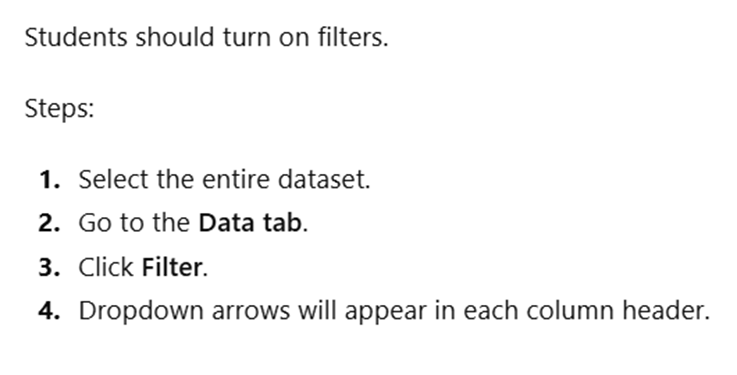 Students should turn on filters.
Steps:
1. Select the entire dataset.
2. Go to the Data tab.
3. Click Filter.
4. Dropdown arrows will appear in each column header.